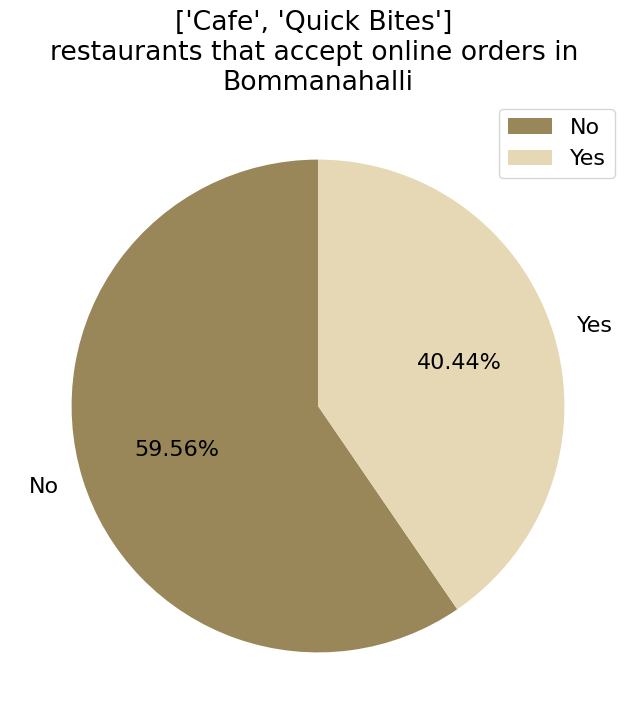 ['Cafe', 'Quick Bites']
restaurants that accept online orders in
Bommanahalli
No
Yes
Yes
40.44%
59.56%
No